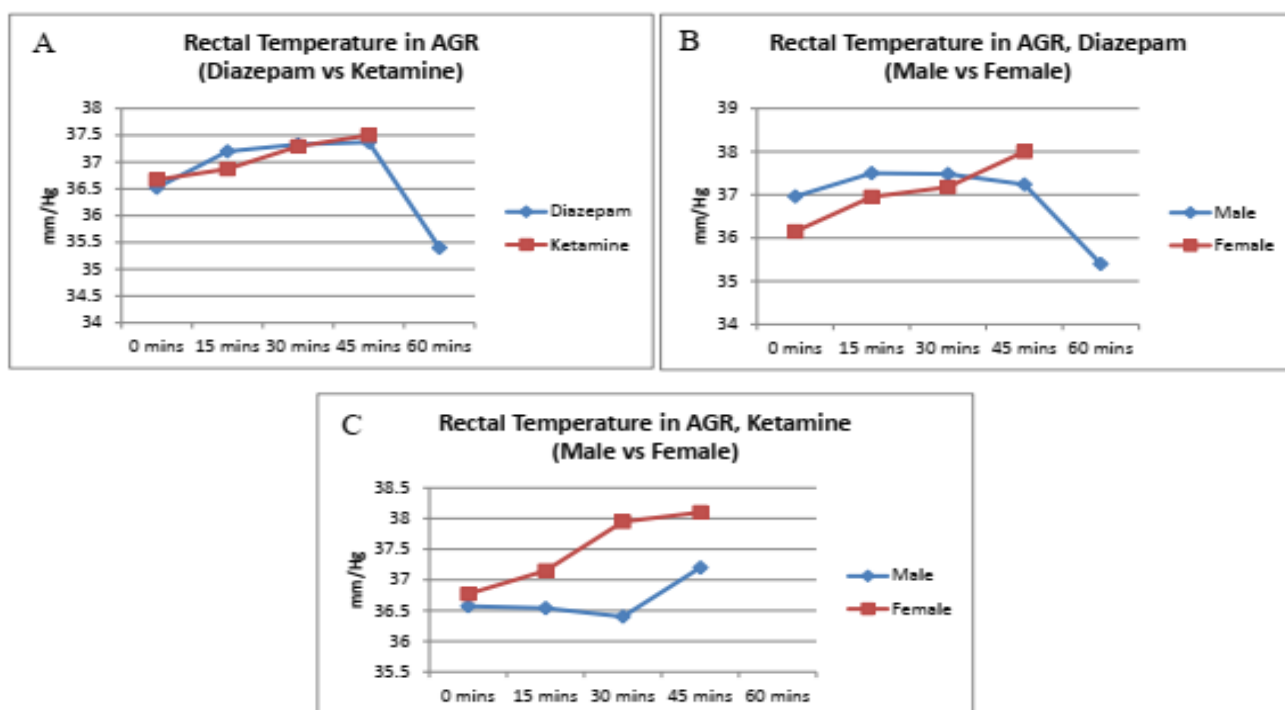 A
Rectal Temperature in AGR
(Diazepam vs Ketamine)
38
37.5
37
36.5
36
35.5
35
34.5
34
mm/Hg
0 mins 15 mins 30 mins 45 mins 60 mins
Diazepam
Ketamine
B
Rectal Temperature in AGR, Diazepam
(Male vs Female)
39
38
37
36
35
34
mm/Hg
0 mins 15 mins 30 mins 45 mins 60 mins
Male
Female
C
Rectal Temperature in AGR, Ketamine
(Male vs Female)
38.5
38
37.5
37
36.5
36
35.5
mm/Hg
0 mins 15 mins 30 mins 45 mins 60 mins
Male
Female